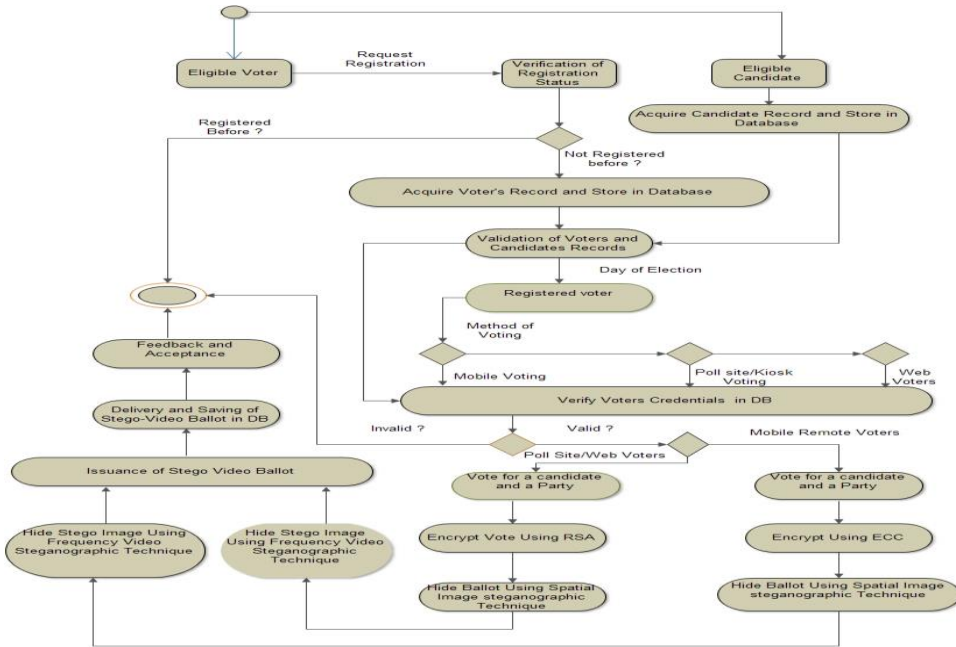 Request
Registration
Eligible Voter
Verification of
Registration
Status
Eligible
Candidate
Acquire Candidate Record and Store in
Database
Registered
Before ?
Not Registered
before ?
Acquire Voter's Record and Store in Database
Validation of Voters and
Candidates Records
Day of Election
Registered voter
Method of
Voting
Mobile Voting
Poll site/Kiosk
Voting
Web
Voters
Verify Voters Credentials in DB
Feedback and
Acceptance
Delivery and Saving of
Stego-Video Ballot in DB
Invalid ?
Valid ?
Mobile Remote Voters
Poll Site/Web Voters
Issuance of Stego Video Ballot
Vote for a candidate
and a Party
Vote for a candidate
and a Party
Hide Stego Image Using
Frequency Video
Steganographic Technique
Hide Stego Image
Using Frequency Video
Steganographic
Technique
Encrypt Vote Using RSA
Encrypt Using ECC
Hide Ballot Using Spatial
Image steganographic
Technique
Hide Ballot Using Spatial Image
steganographic Technique